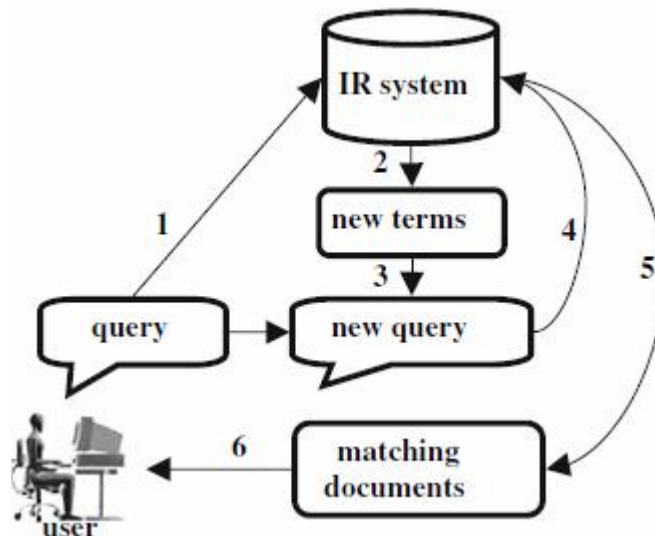 IR system
2
new terms
1
4
3
5
query
new query
6
matching
documents
user